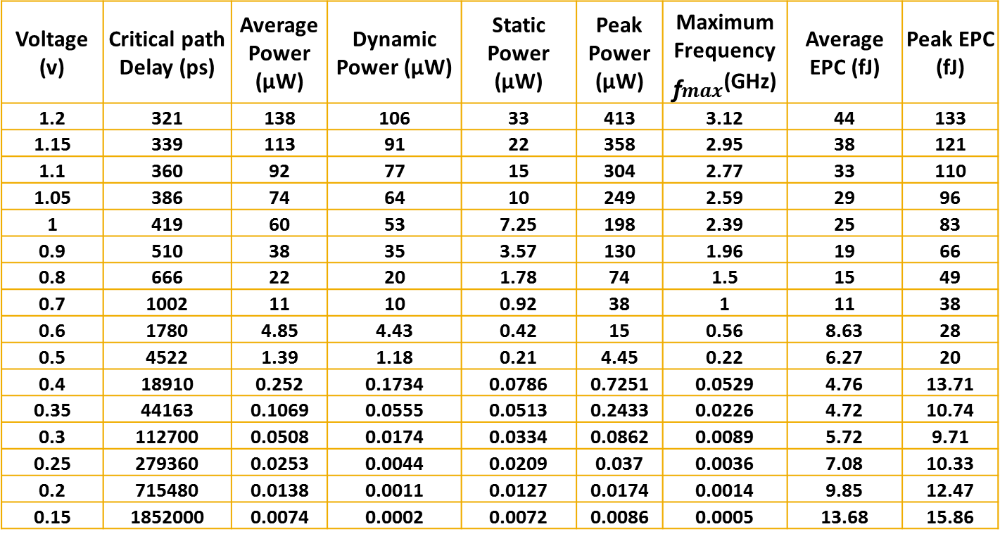 Voltage (v) Critical path Delay (ps) Average Power (µW) Dynamic Power (µW) Static Power (µW) Peak Power (µW) Maximum Frequency fmax(GHz) Average EPC (fJ) Peak EPC (fJ)
1.2 321 138 106 33 413 3.12 44 133
1.15 339 113 91 22 358 2.95 38 121
1.1 360 92 77 15 304 2.77 33 110
1.05 386 74 64 10 249 2.59 29 96
1 419 60 53 7.25 198 2.39 25 83
0.9 510 38 35 3.57 130 1.96 19 66
0.8 666 22 20 1.78 74 1.5 15 49
0.7 1002 11 10 0.92 38 1 11 38
0.6 1780 4.85 4.43 0.42 15 0.56 8.63 28
0.5 4522 1.39 1.18 0.21 4.45 0.22 6.27 20
0.4 18910 0.252 0.1734 0.0786 0.7251 0.0529 4.76 13.71
0.35 44163 0.1069 0.0555 0.0513 0.2433 0.0226 4.72 10.74
0.3 112700 0.0508 0.0174 0.0334 0.0862 0.0089 5.72 9.71
0.25 279360 0.0253 0.0044 0.0209 0.037 0.0036 7.08 10.33
0.2 715480 0.0138 0.0011 0.0127 0.0174 0.0014 9.85 12.47
0.15 1852000 0.0074 0.0002 0.0072 0.0086 0.0005 13.68 15.86